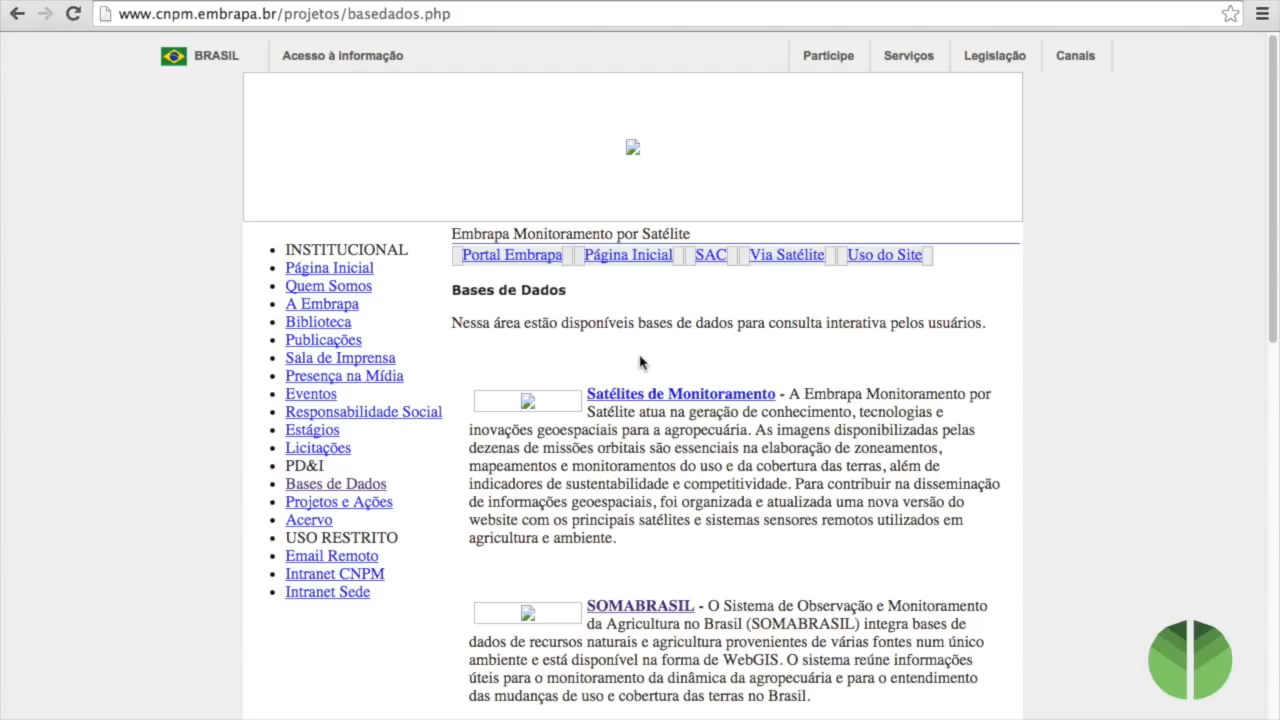 www.cnpm.embrapa.br/projetos/basedados.php
BRASIL
Acesso à informação
Participe
Serviços
Legislação
Canais
Embrapa Monitoramento por Satélite
Portal Embrapa
Página Inicial
SAC
Via Satélite
Uso do Site
INSTITUCIONAL
Página Inicial
Quem Somos
A Embrapa
Biblioteca
Publicações
Sala de Imprensa
Presença na Mídia
Eventos
Responsabilidade Social
Estágios
Licitações
PD&I
Bases de Dados
Projetos e Ações
Acervo
USO RESTRITO
Email Remoto
Intranet CNPM
Intranet Sede
Bases de Dados
Nessa área estão disponíveis bases de dados para consulta interativa pelos usuários.
Satélites de Monitoramento - A Embrapa Monitoramento por
Satélite atua na geração de conhecimento, tecnologias e
inovações geoespaciais para a agropecuária. As imagens disponibilizadas pelas
dezenas de missões orbitais são essenciais na elaboração de zoneamentos,
mapeamentos e monitoramentos do uso e da cobertura das terras, além de
indicadores de sustentabilidade e competitividade. Para contribuir na disseminação
de informações geoespaciais, foi organizada e atualizada uma nova versão do
website com os principais satélites e sistemas sensores remotos utilizados em
agricultura e ambiente.
SOMABRASIL - O Sistema de Observação e Monitoramento
da Agricultura no Brasil (SOMABRASIL) integra bases de
dados de recursos naturais e agricultura provenientes de várias fontes num único
ambiente e está disponível na forma de WebGIS. O sistema reúne informações
úteis para o monitoramento da dinâmica da agropecuária e para o entendimento
das mudanças de uso e cobertura das terras no Brasil.